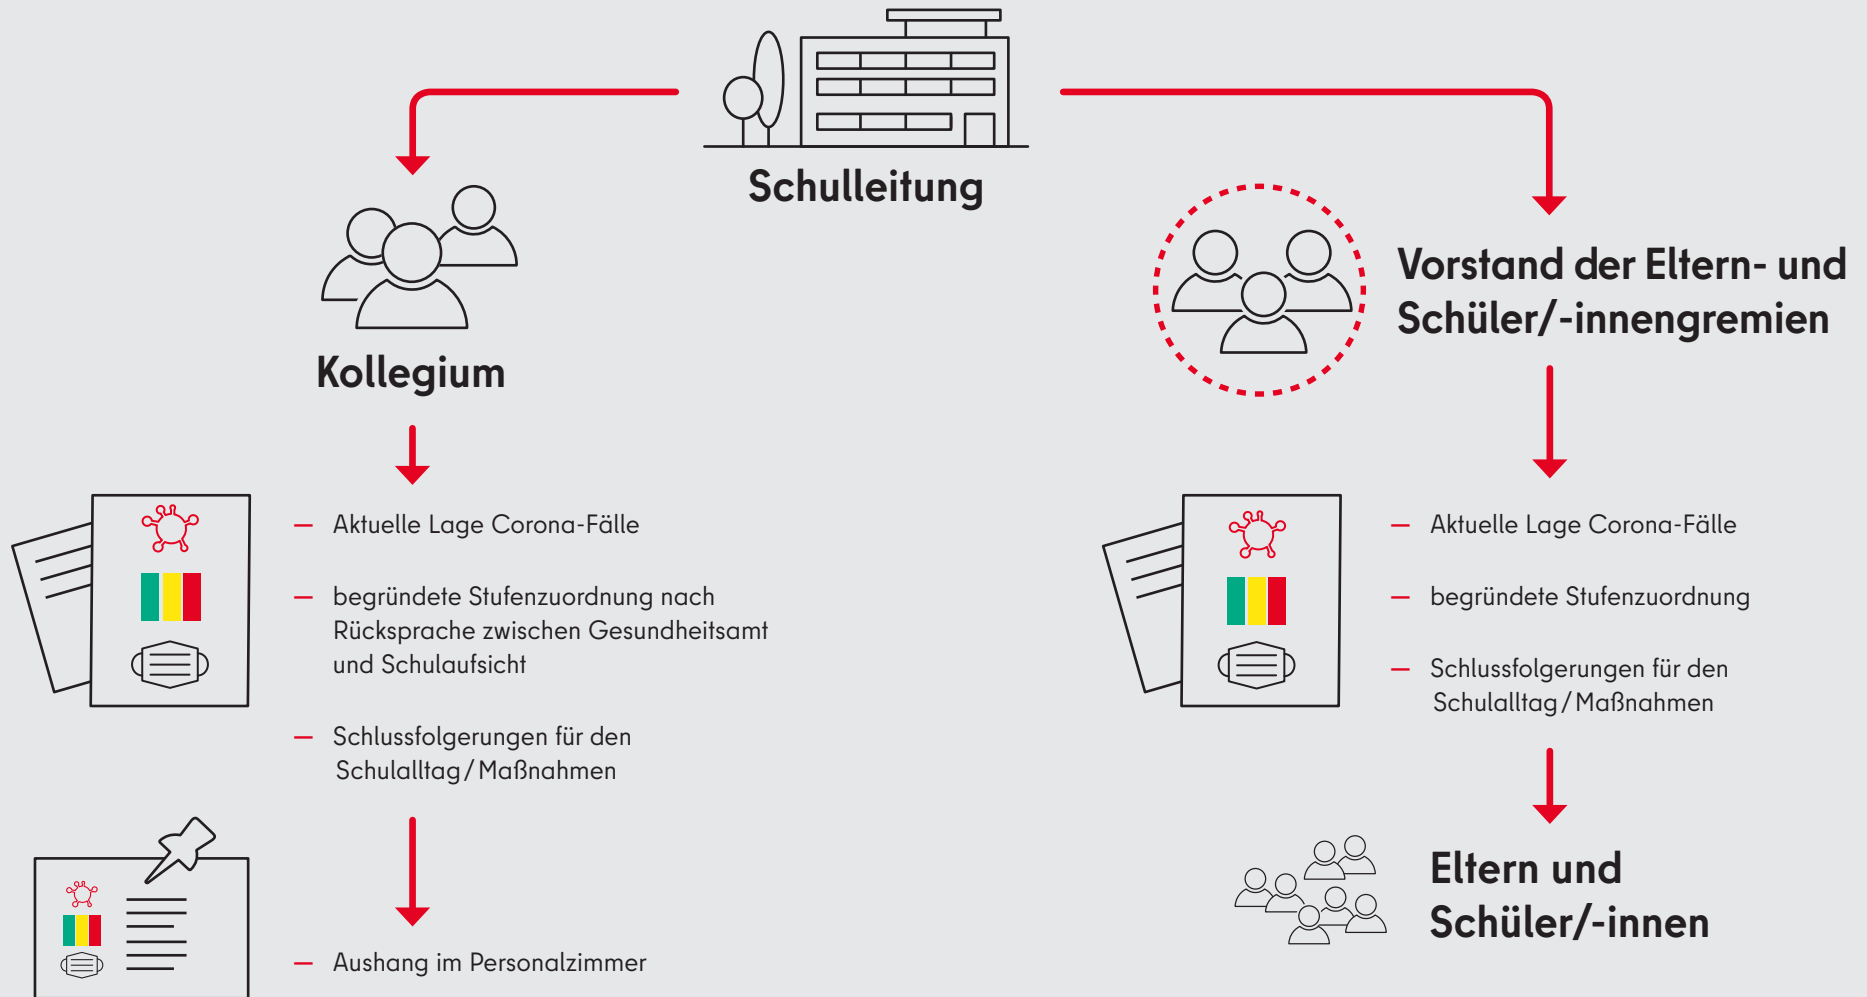 Schulleitung
Kollegium
— Aktuelle Lage Corona-Fälle
— begründete Stufenzuordnung nach
Rücksprache zwischen Gesundheitsamt
und Schulaufsicht
— Schlussfolgerungen für den
Schulalltag/Maßnahmen
— Aushang im Personalzimmer
Vorstand der Eltern- und
Schüler/-innengremien
— Aktuelle Lage Corona-Fälle
— begründete Stufenzuordnung
— Schlussfolgerungen für den
Schulalltag/Maßnahmen
Eltern und
Schüler/-innen